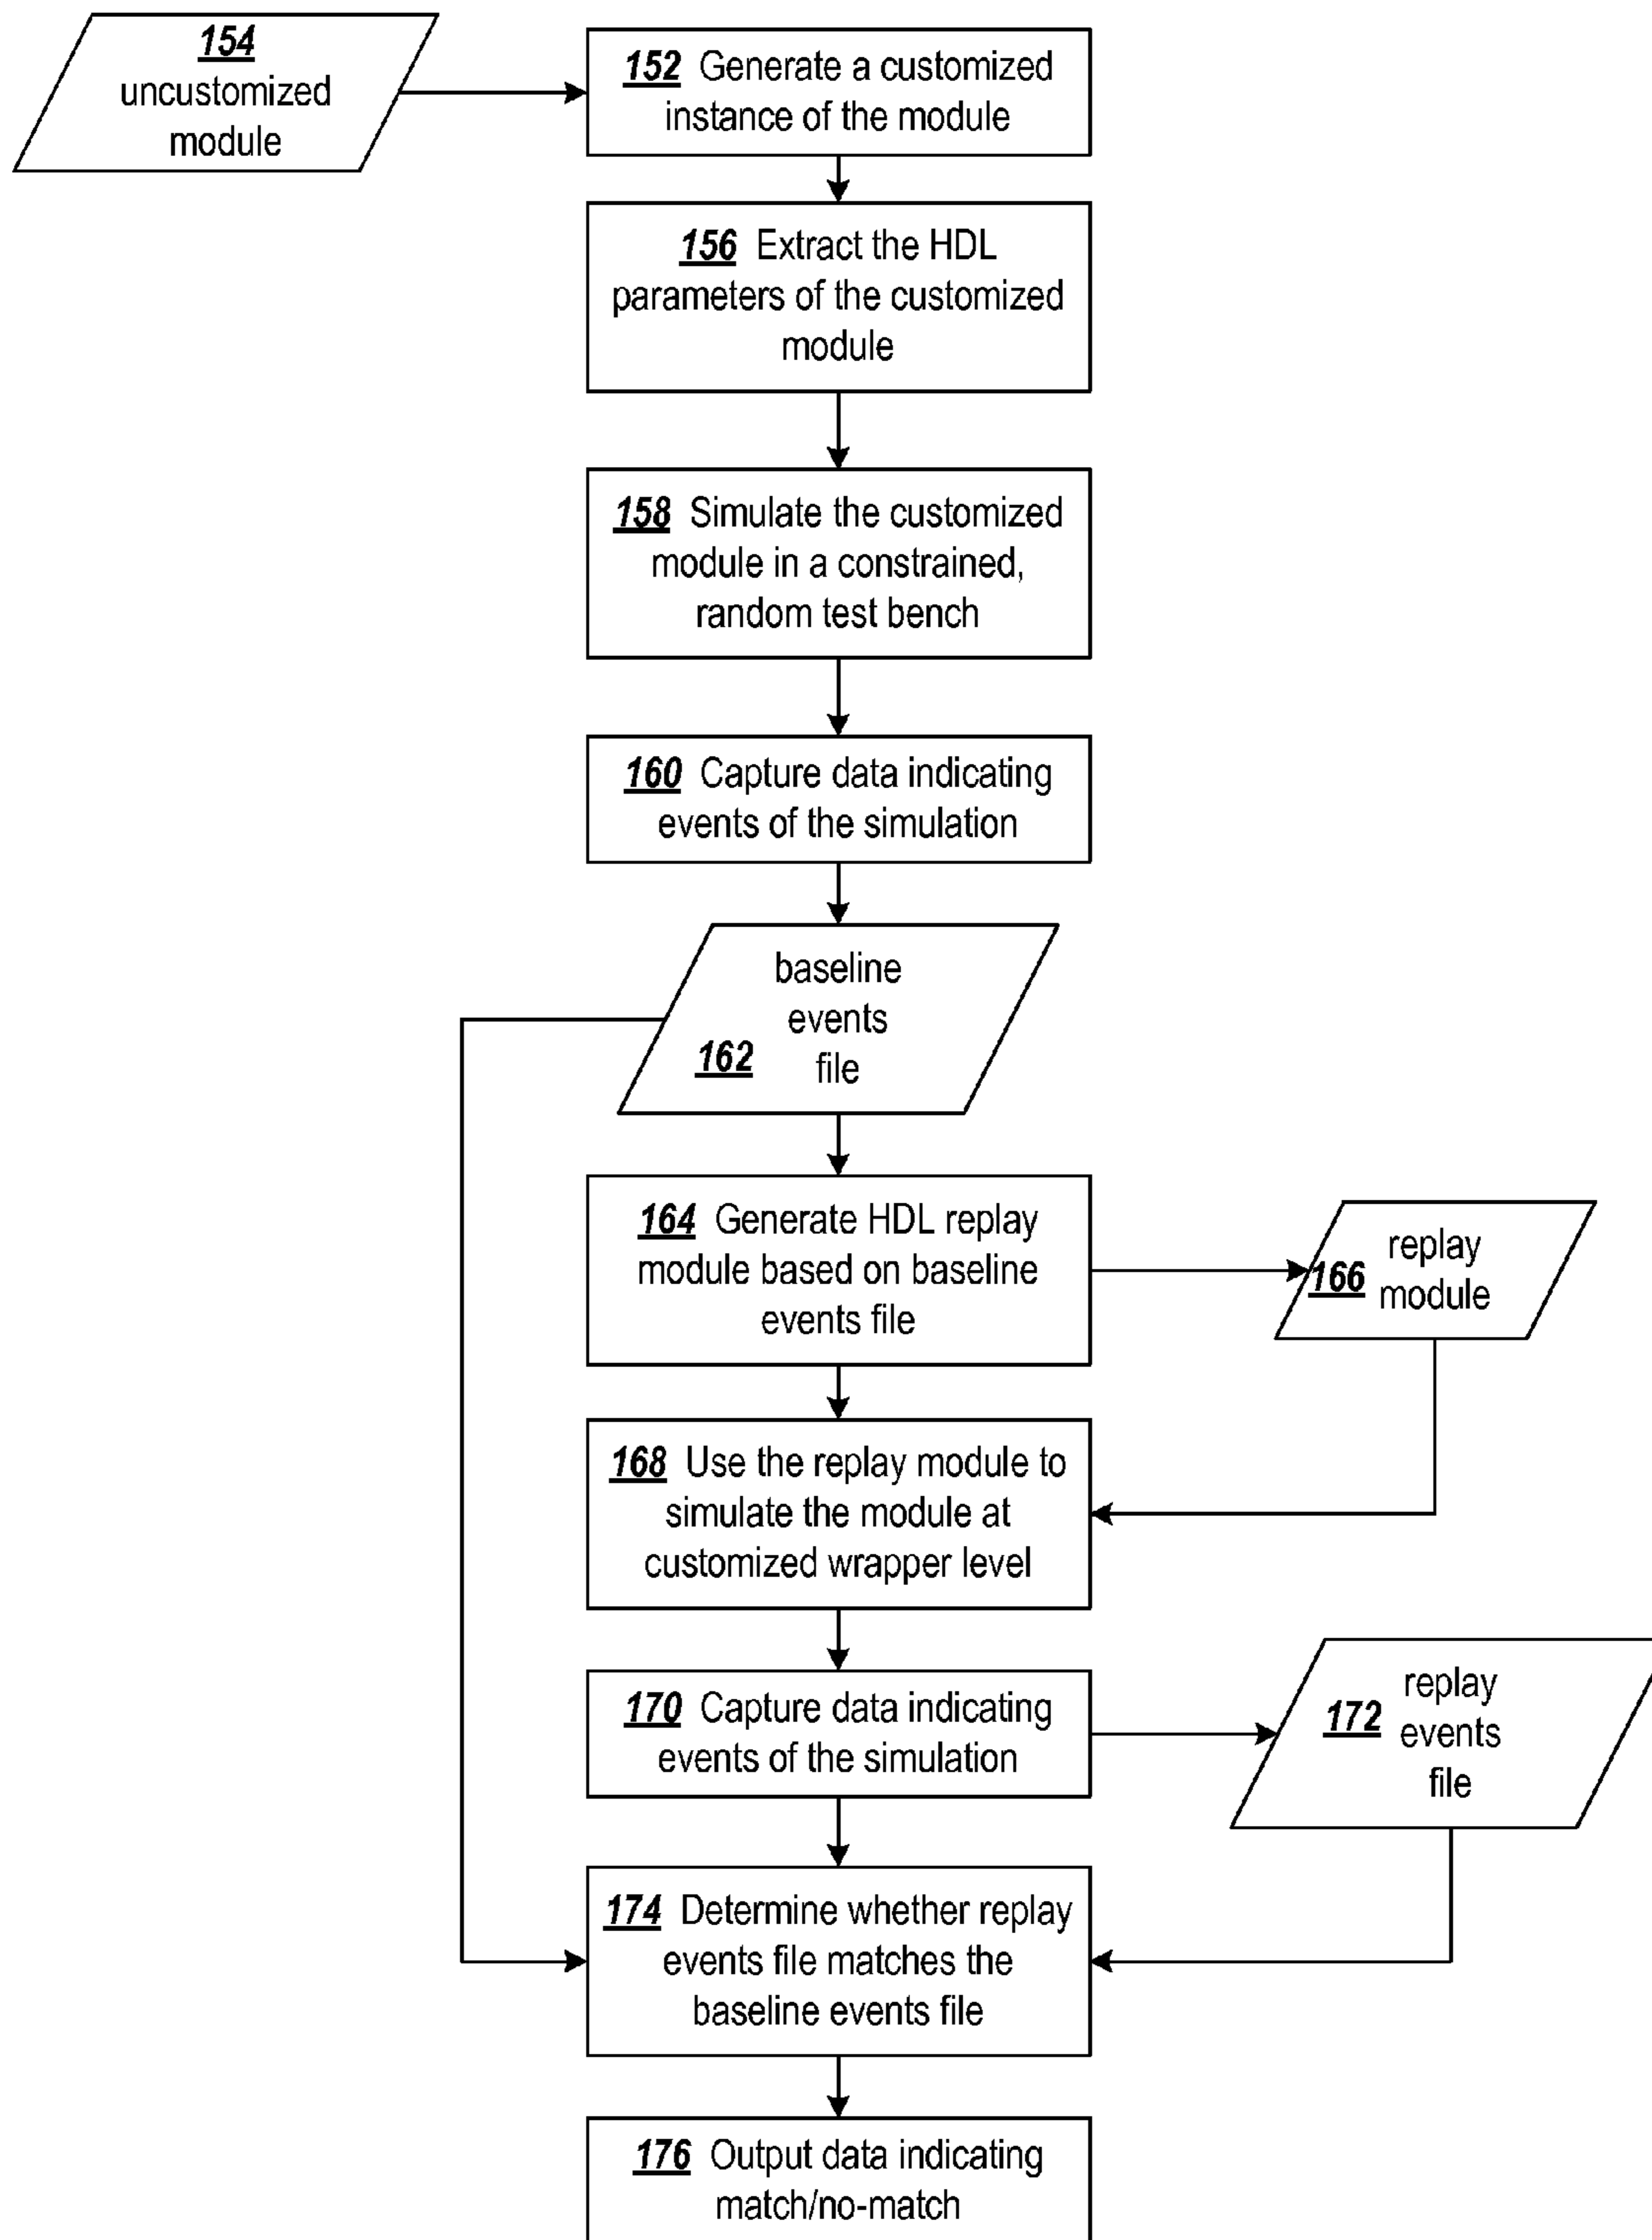 154
uncustomized
module
152 Generate a customized
instance of the module
156 Extract the HDL
parameters of the customized
module
158 Simulate the customized
module in a constrained,
random test bench
160 Capture data indicating
events of the simulation
baseline
events
162 file
164 Generate HDL replay
module based on baseline
events file
replay
166 module
168 Use the replay module to
simulate the module at
customized wrapper level
170 Capture data indicating
events of the simulation
replay
172 events
file
174 Determine whether replay
events file matches the
baseline events file
176 Output data indicating
match/no-match